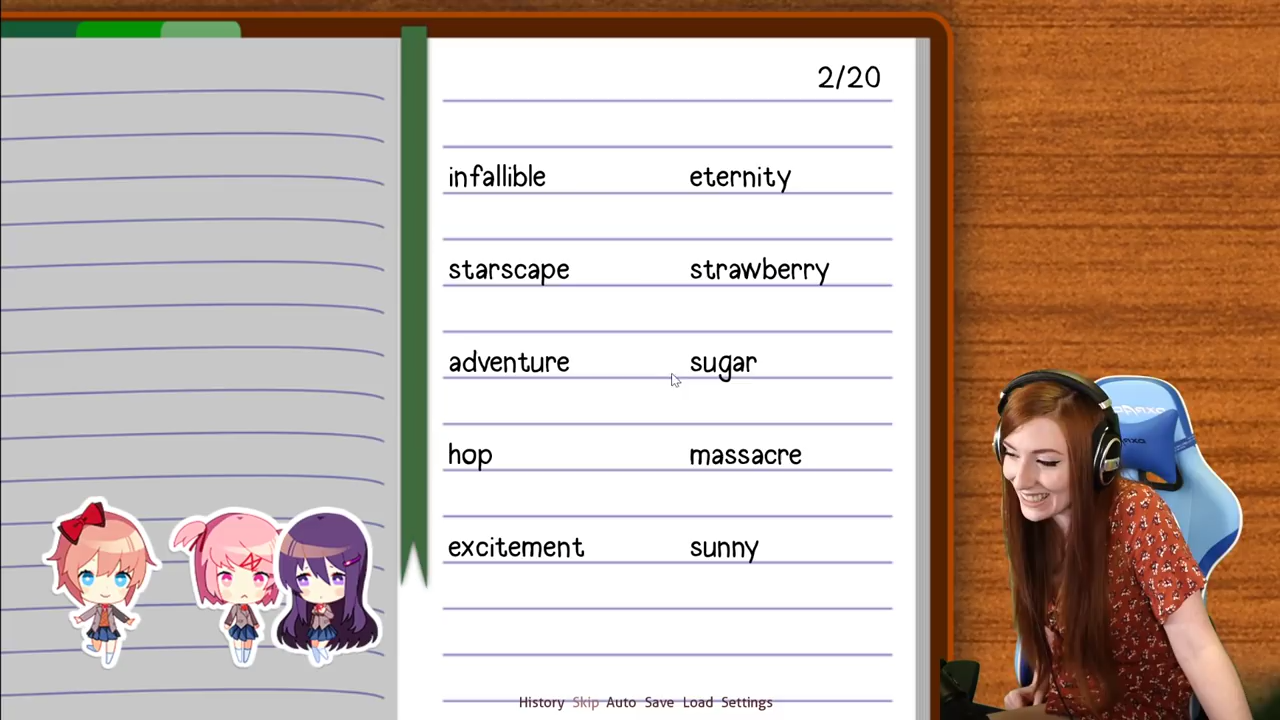 2/20
infallible eternity
starscape strawberry
adventure sugar
hop massacre
excitement sunny
History Skip Auto Save Load Settings